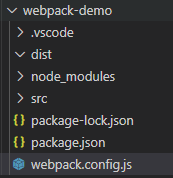 webpack-demo
.vscode
dist
node_modules
src
package-lock.json
package.json
webpack.config.js